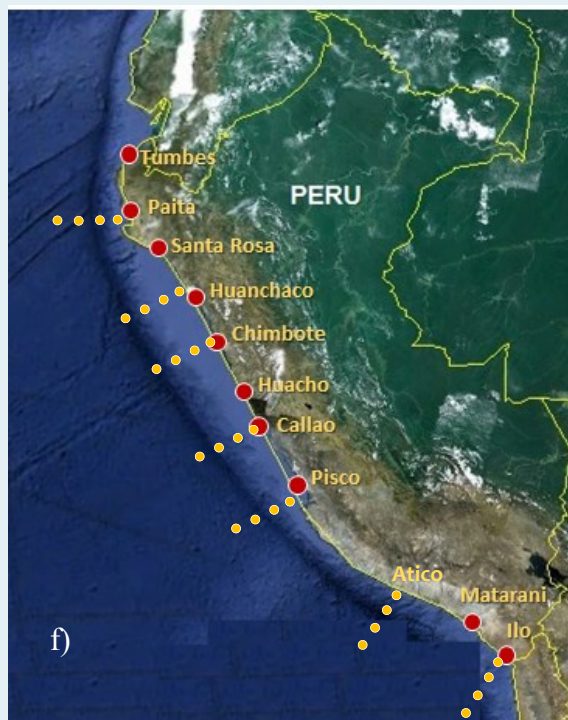 Tumbes
PERU
Paita
Santa Rosa
Huanchaco
Chimbote
Huacho
Callao
Pisco
Atico
Matarani
Ilo
f)